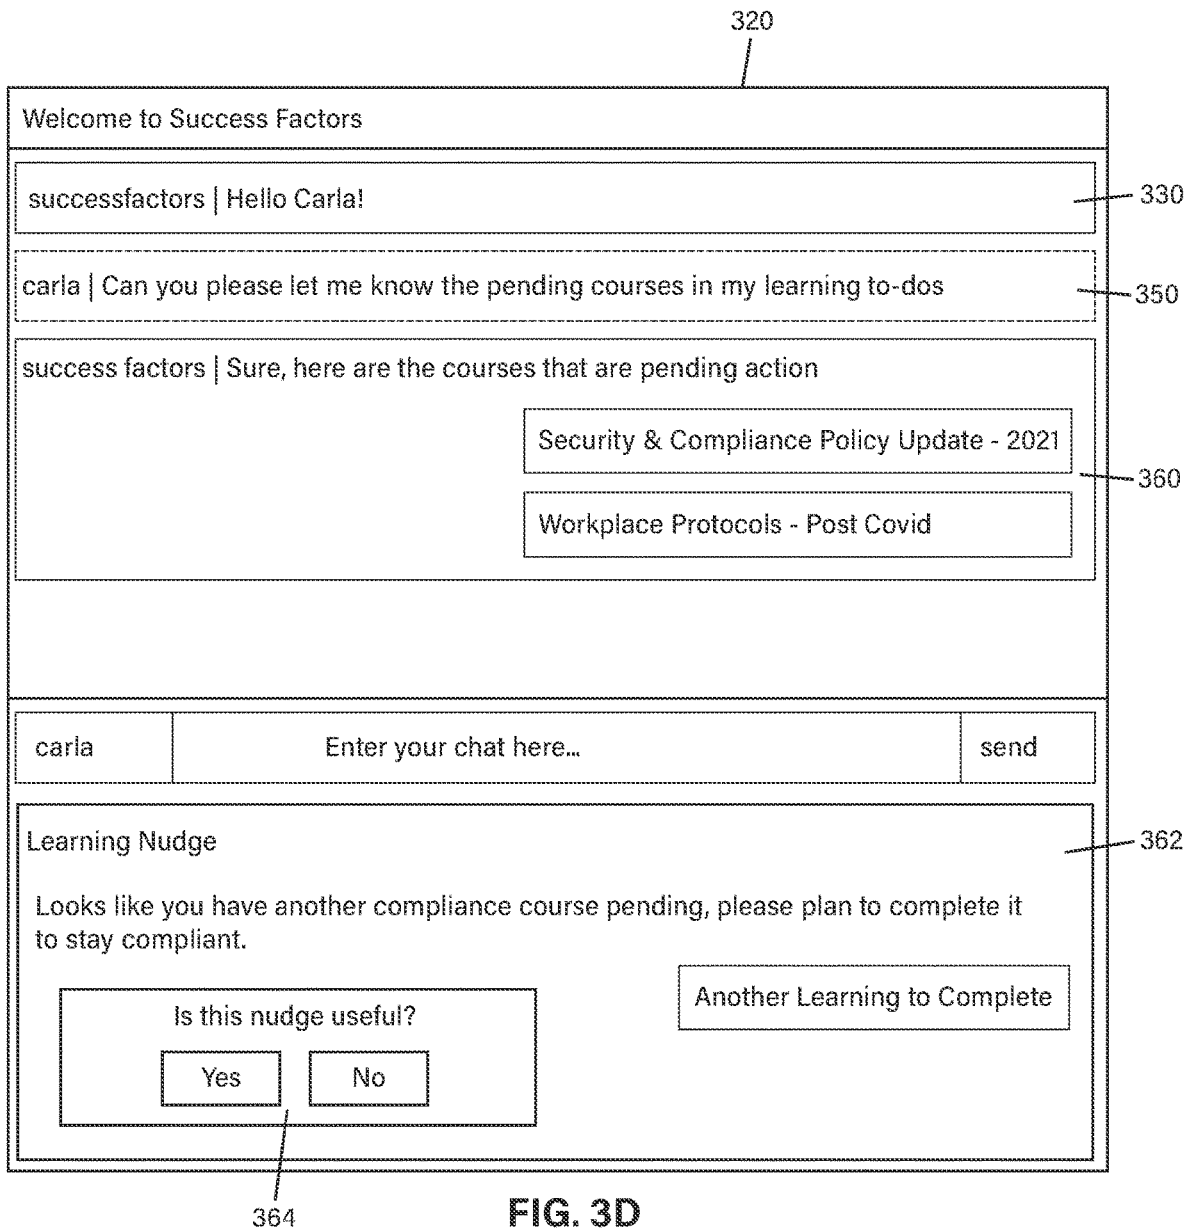 320
Welcome to Success Factors
successfactors | Hello Carla!
330
carla | Can you please let me know the pending courses in my learning to-dos
350
success factors | Sure, here are the courses that are pending action
Security & Compliance Policy Update - 2021
360
Workplace Protocols - Post Covid
carla
Enter your chat here...
send
Learning Nudge
362
Looks like you have another compliance course pending, please plan to complete it
to stay compliant.
Another Learning to Complete
Is this nudge useful?
Yes
No
364
FIG. 3D